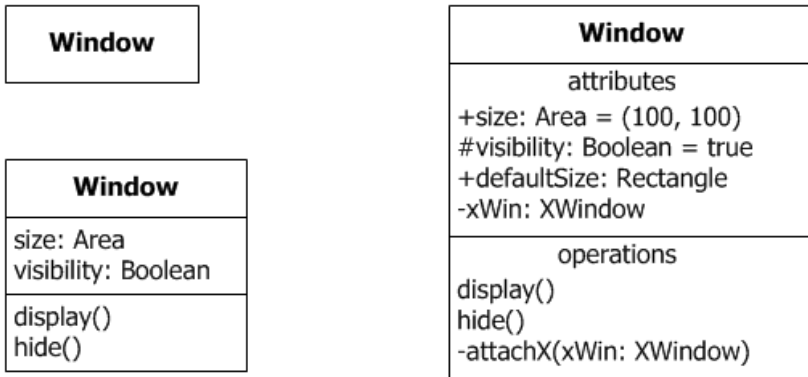 Window
Window
size: Area
visibility: Boolean
display()
hide()
Window
attributes
+size: Area = (100, 100)
#visibility: Boolean = true
+defaultSize: Rectangle
-xWin: XWindow
operations
display()
hide()
-attachX(xWin: XWindow)